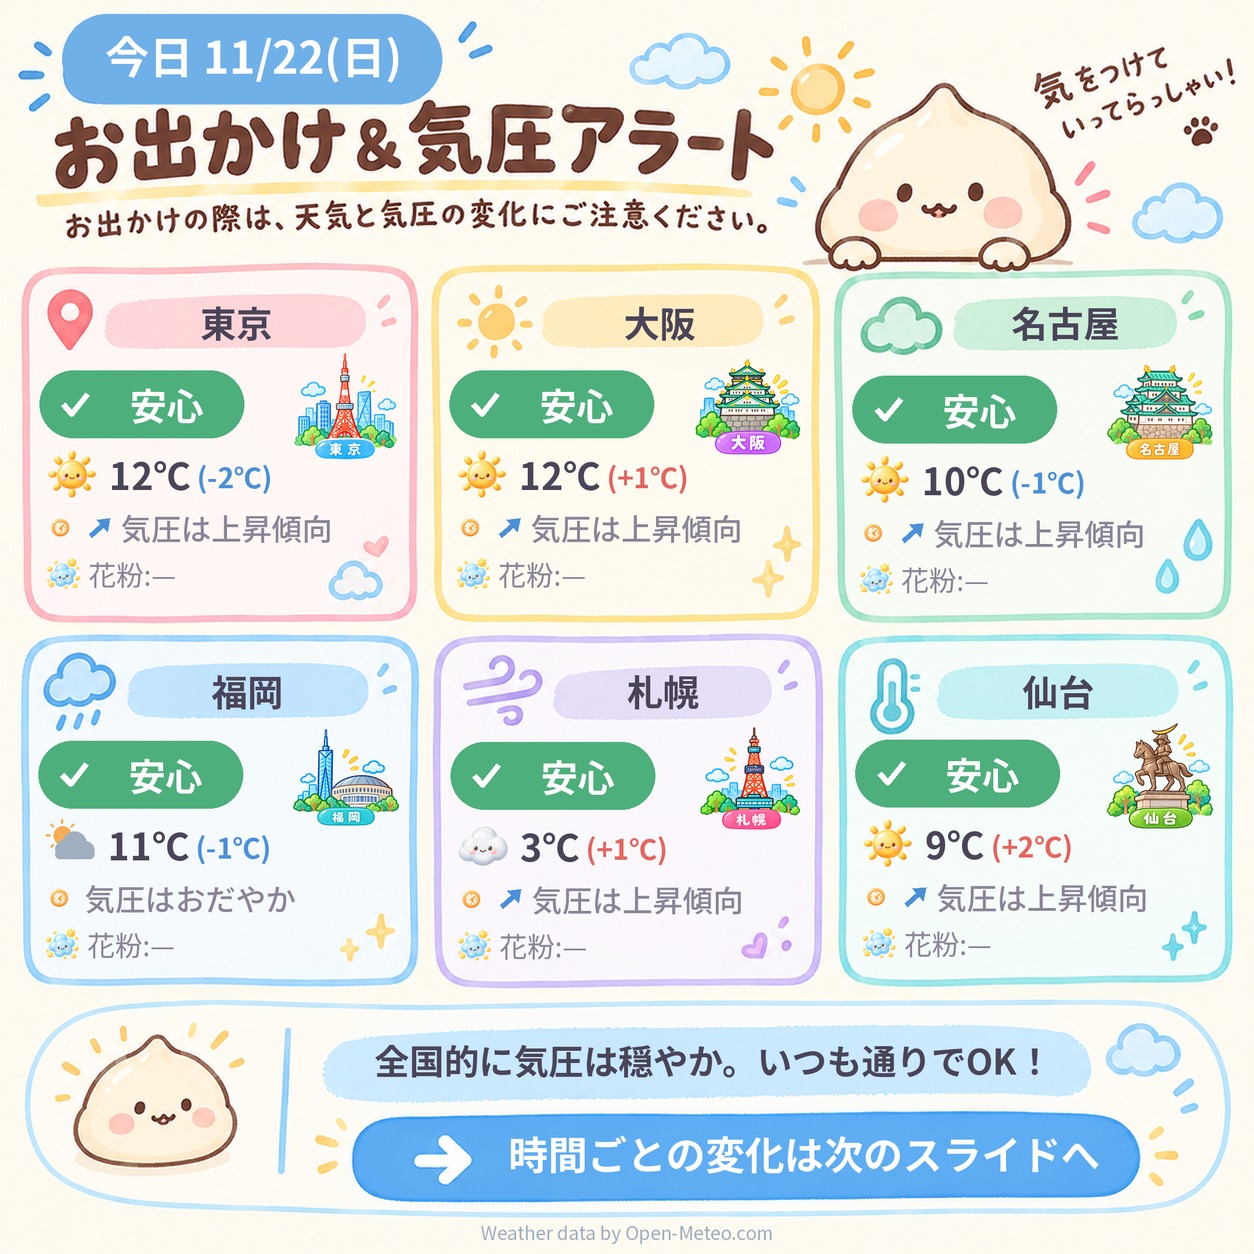 今日 11/22(日)
お出かけ&気圧アラート
お出かけの際は、天気と気圧の変化にご注意ください。
気をつけて
いってらっしゃい!
東京
安心
東京
12℃ (-2℃)
気圧は上昇傾向
花粉:—
大阪
安心
大阪
12℃ (+1℃)
気圧は上昇傾向
花粉:—
名古屋
安心
名古屋
10℃ (-1℃)
気圧は上昇傾向
花粉:—
福岡
安心
福岡
11℃ (-1℃)
気圧はおだやか
花粉:—
札幌
安心
札幌
3℃ (+1℃)
気圧は上昇傾向
花粉:—
仙台
安心
仙台
9℃ (+2℃)
気圧は上昇傾向
花粉:—
全国的に気圧は穏やか。いつも通りでOK！
時間ごとの変化は次のスライドへ
Weather data by Open-Meteo.com